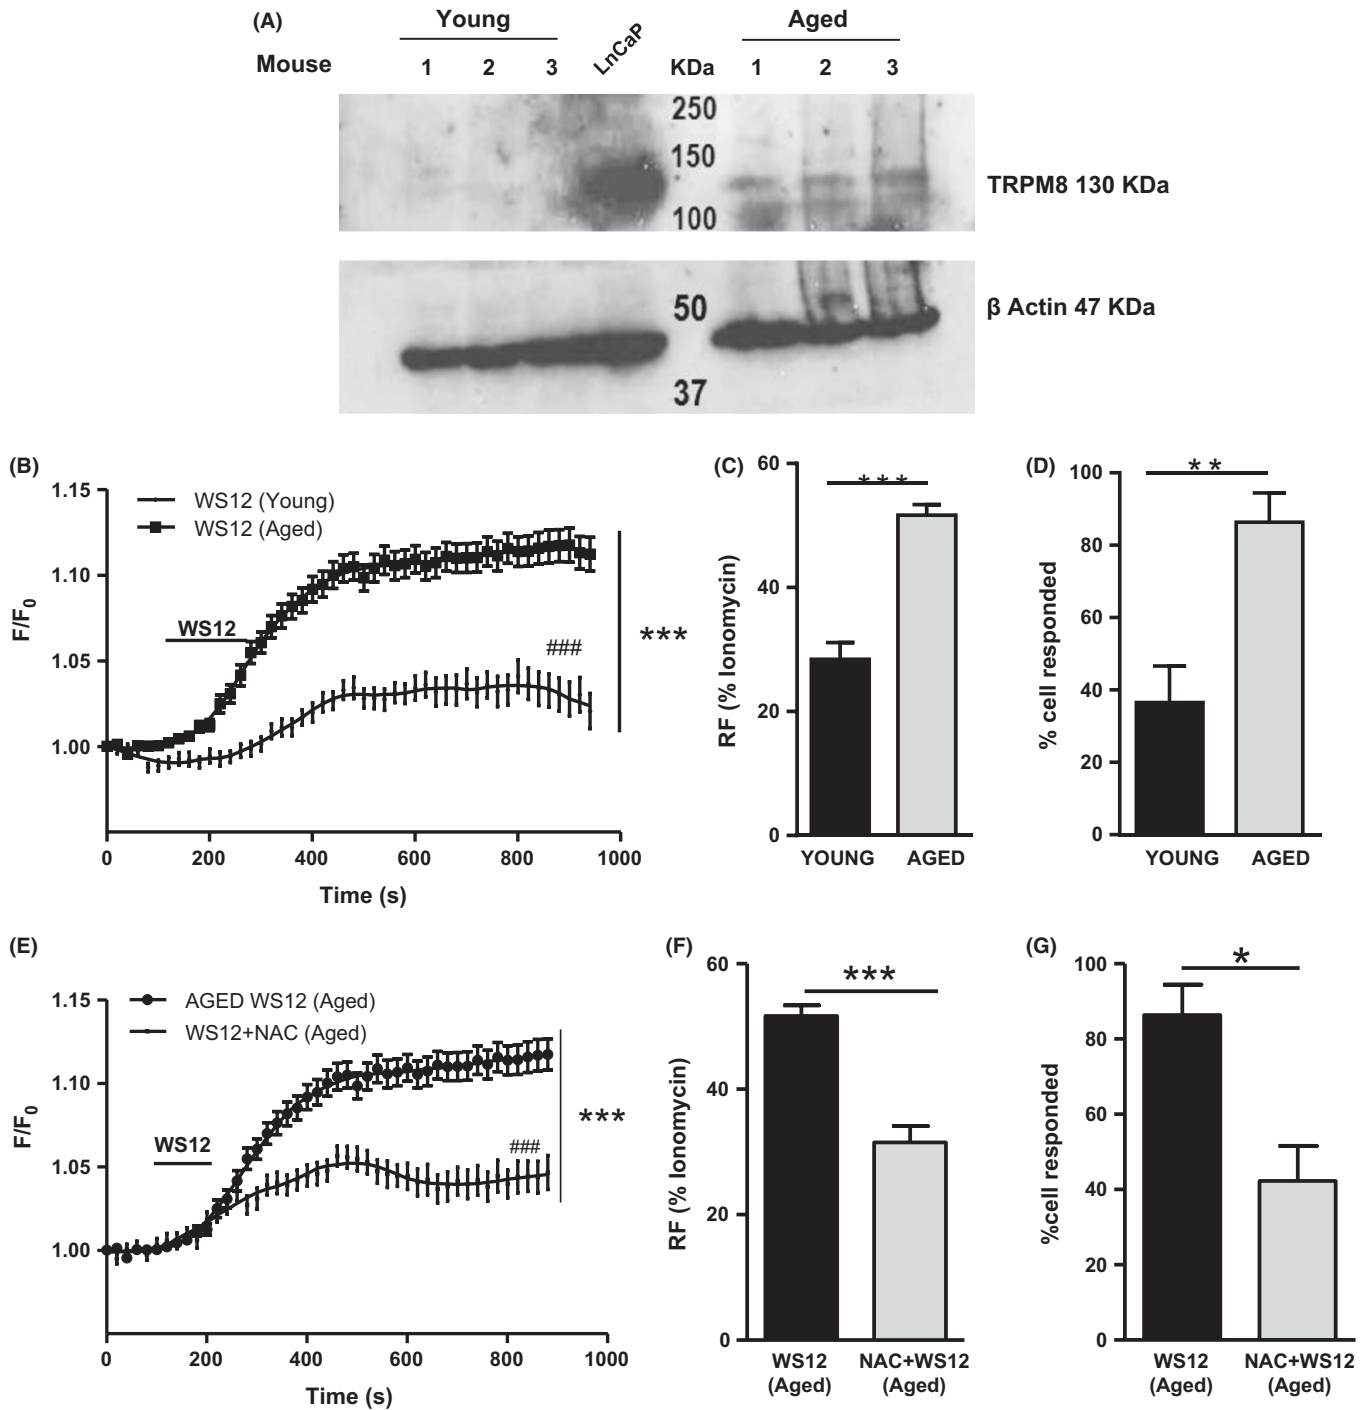 (A)
Young
Aged
Mouse
1 2 3
LnCaP
KDa
1 2 3
250
150
100
TRPM8 130 KDa
50
37
β Actin 47 KDa
(B)
1.15
1.10
1.05
1.00
F/F0
WS12 (Young)
WS12 (Aged)
WS12
###
***
0 200 400 600 800 1000
Time (s)
(C)
60
40
20
0
RF (% Ionomycin)
***
YOUNG AGED
(D)
100
80
60
40
20
0
% cell responded
**
YOUNG AGED
(E)
1.15
1.10
1.05
1.00
F/F0
AGED WS12 (Aged)
WS12+NAC (Aged)
WS12
###
***
0 200 400 600 800 1000
Time (s)
(F)
60
40
20
0
RF (% Ionomycin)
***
WS12 NAC+WS12
(Aged) (Aged)
(G)
100
80
60
40
20
0
%cell responded
*
WS12 NAC+WS12
(Aged) (Aged)